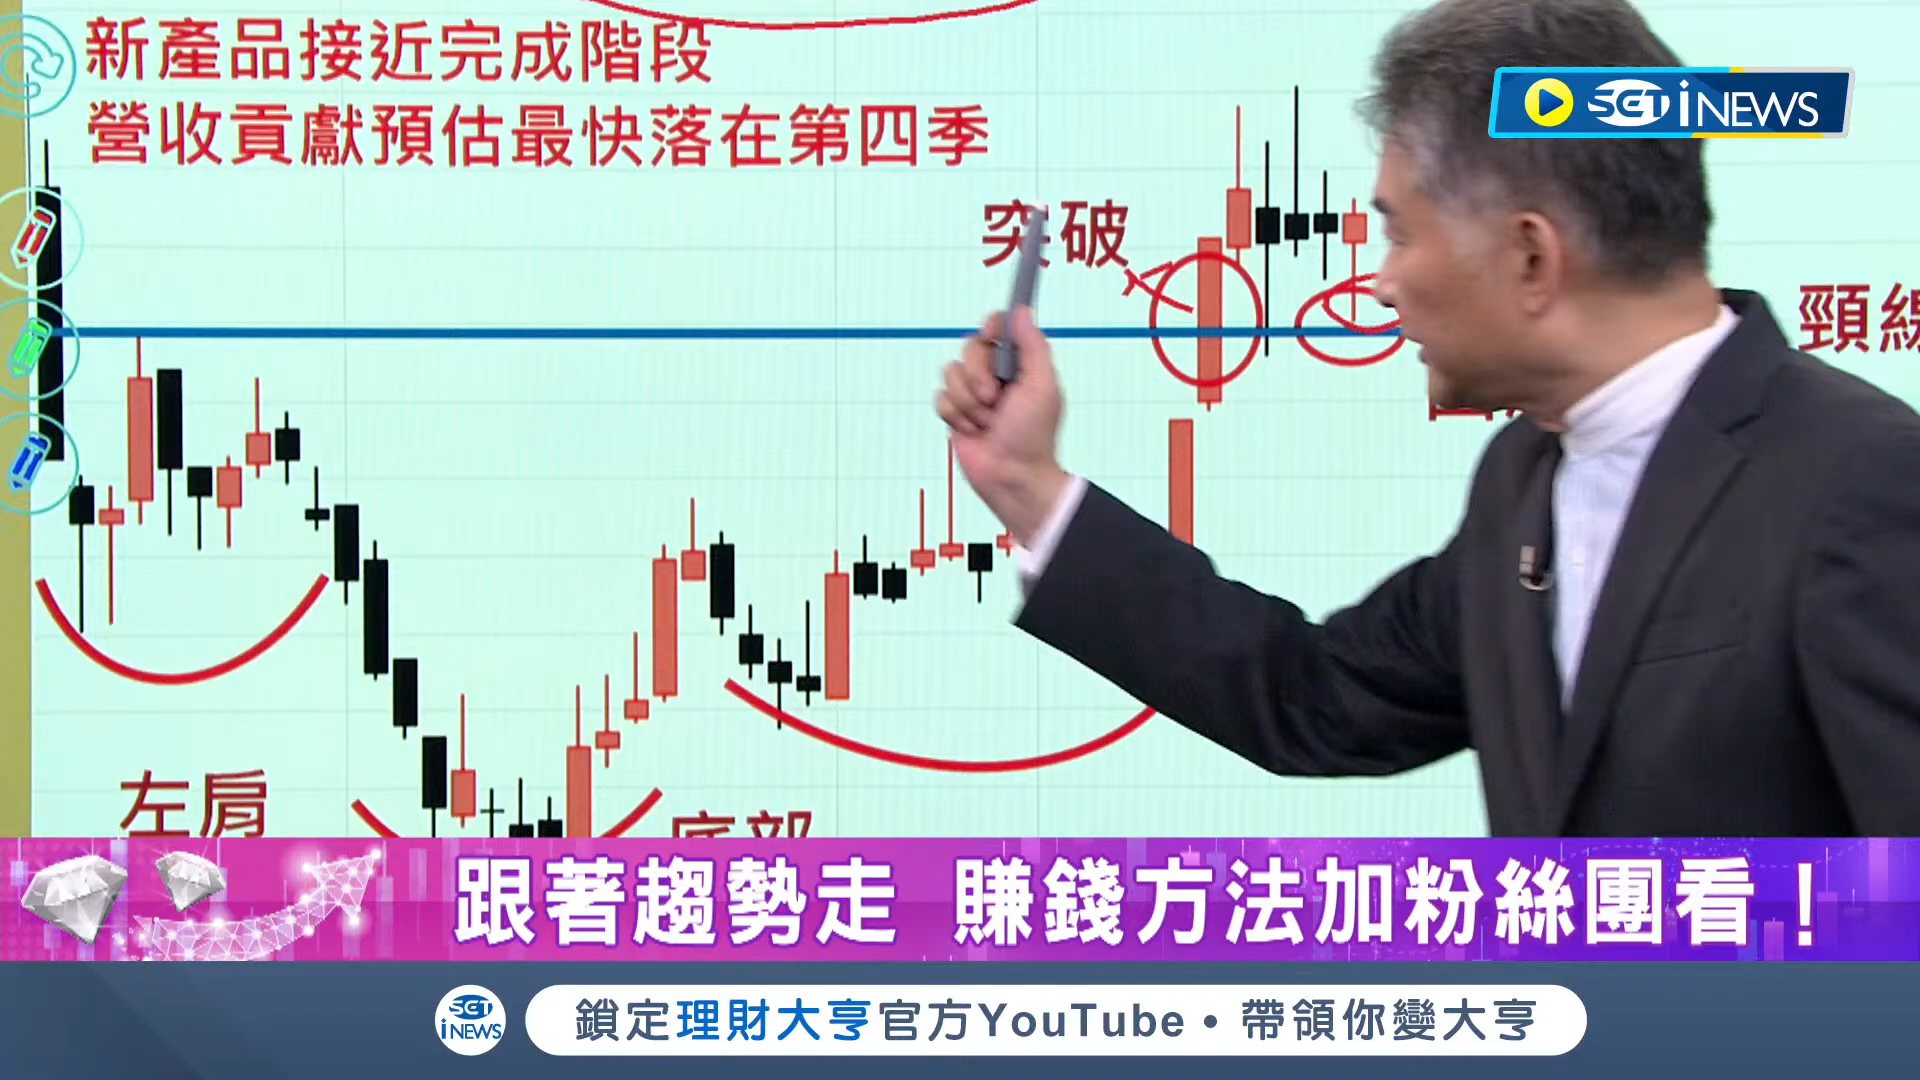 新產品接近完成階段
營收貢獻預估最快落在第四季
SET iNEWS
突破
頸線
左肩
底部
跟著趨勢走 賺錢方法加粉絲團看！
SET iNEWS
鎖定理財大亨官方YouTube・帶領你變大亨